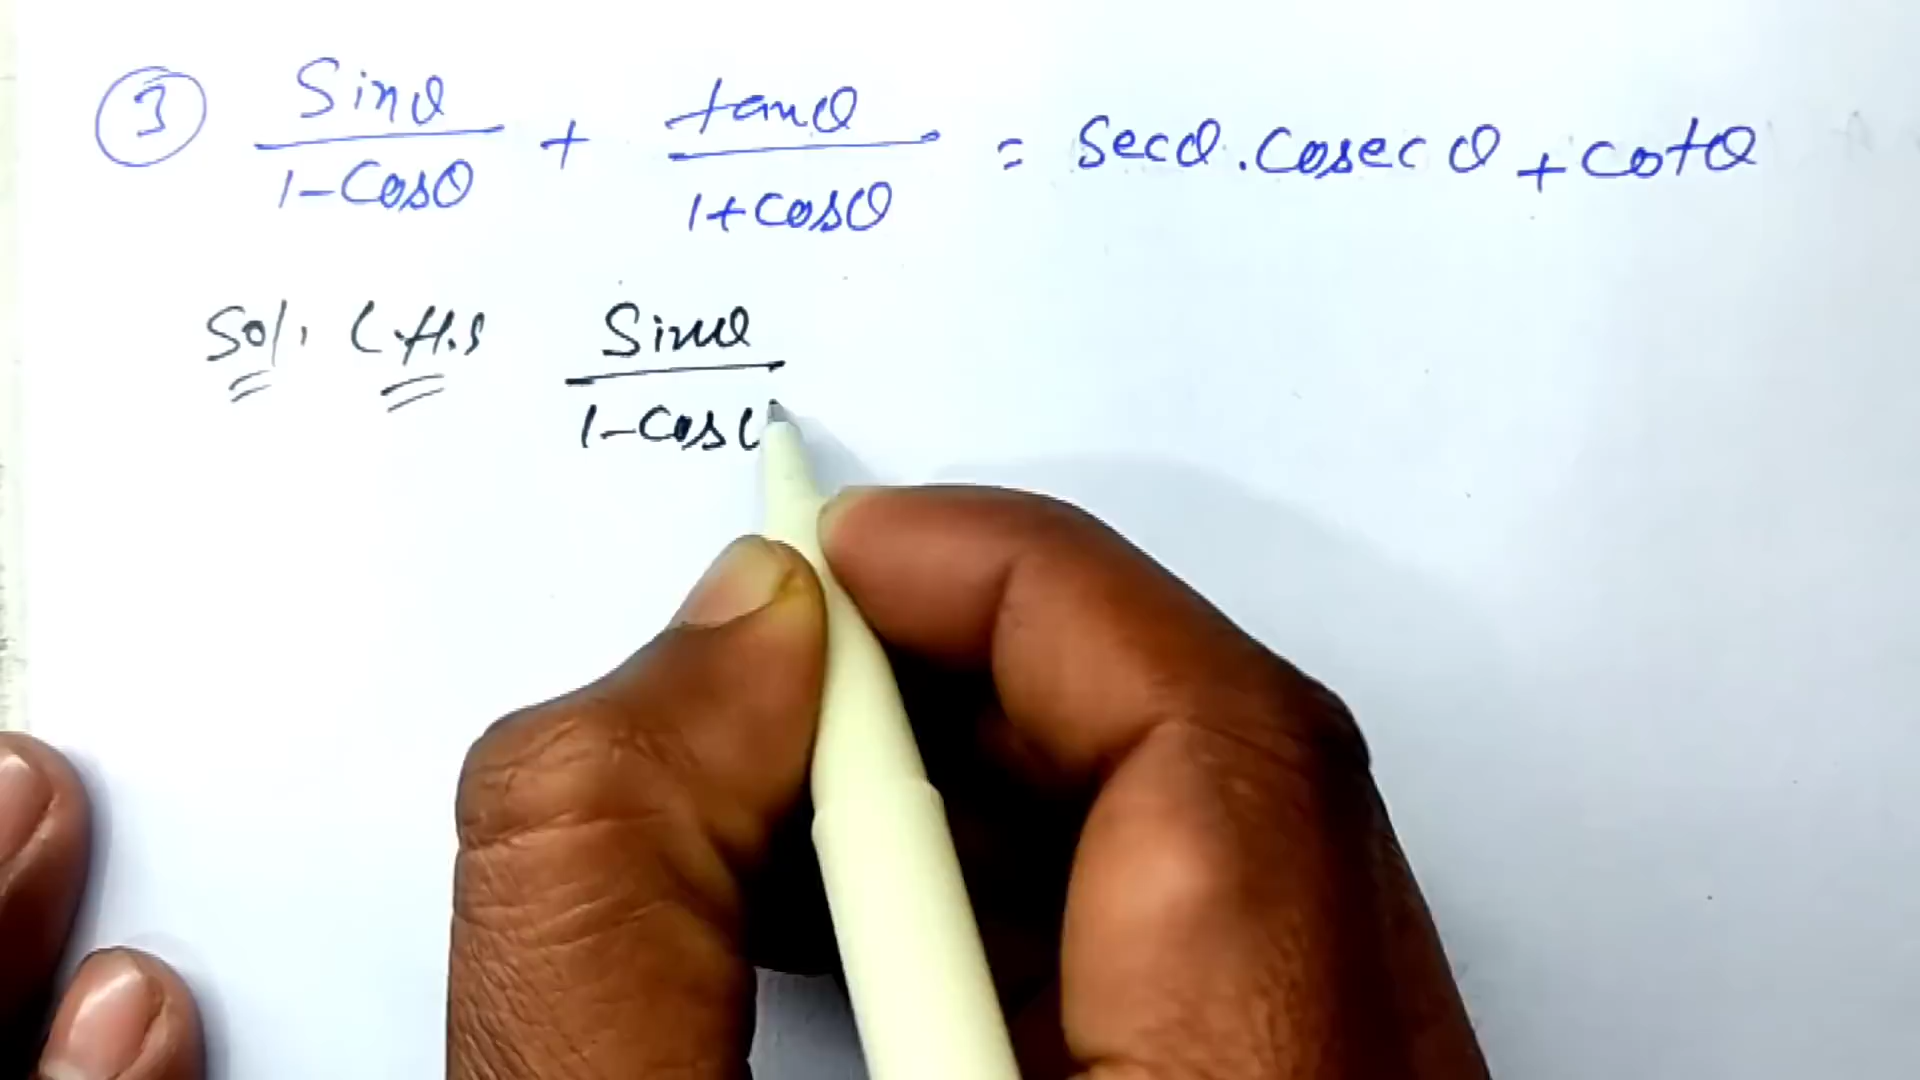 ③ Sinθ/1-Cosθ + tanθ/1+cosθ = Secθ.Cosecθ+cotθ
Sol. L.H.S Sinθ/1-Cos